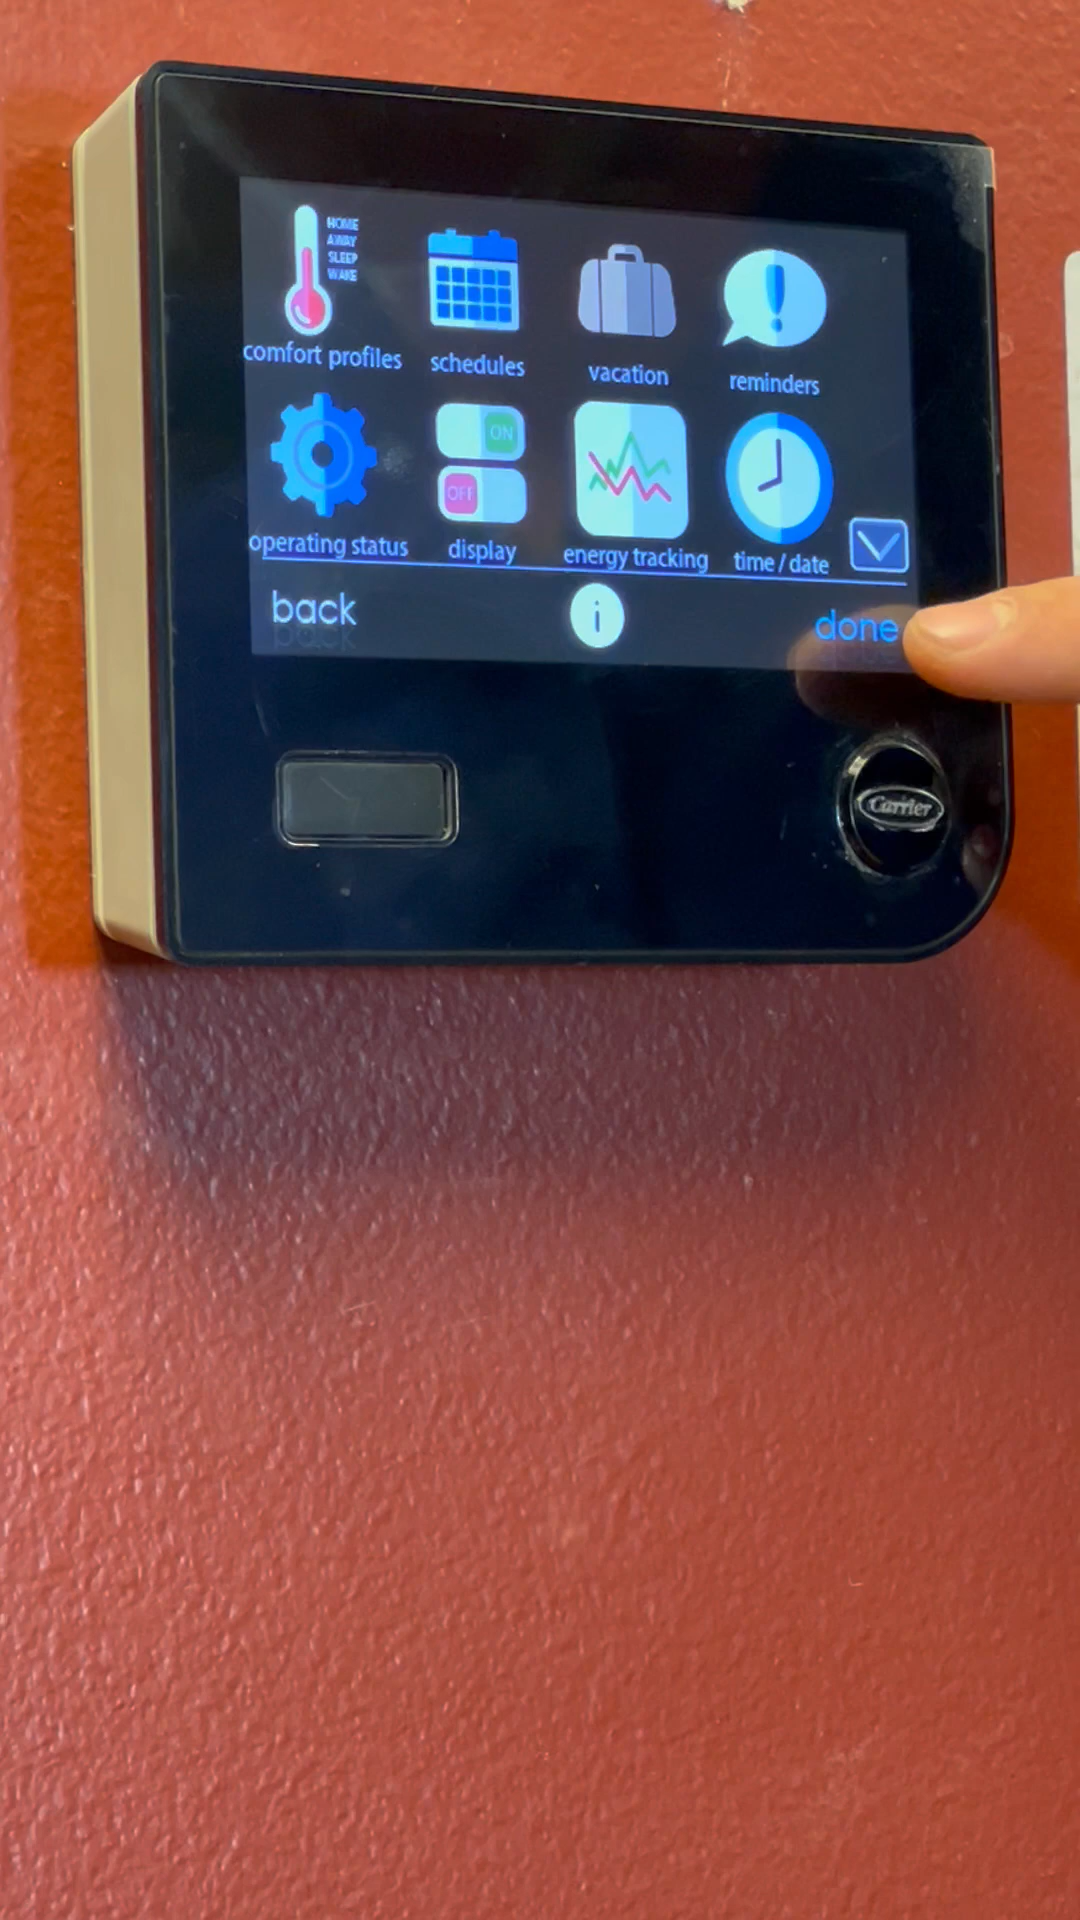 HOME
AWAY
SLEEP
WAKE
comfort profiles
schedules
vacation
reminders
ON
OFF
operating status
display
energy tracking
time / date
back
i
done
Carrier